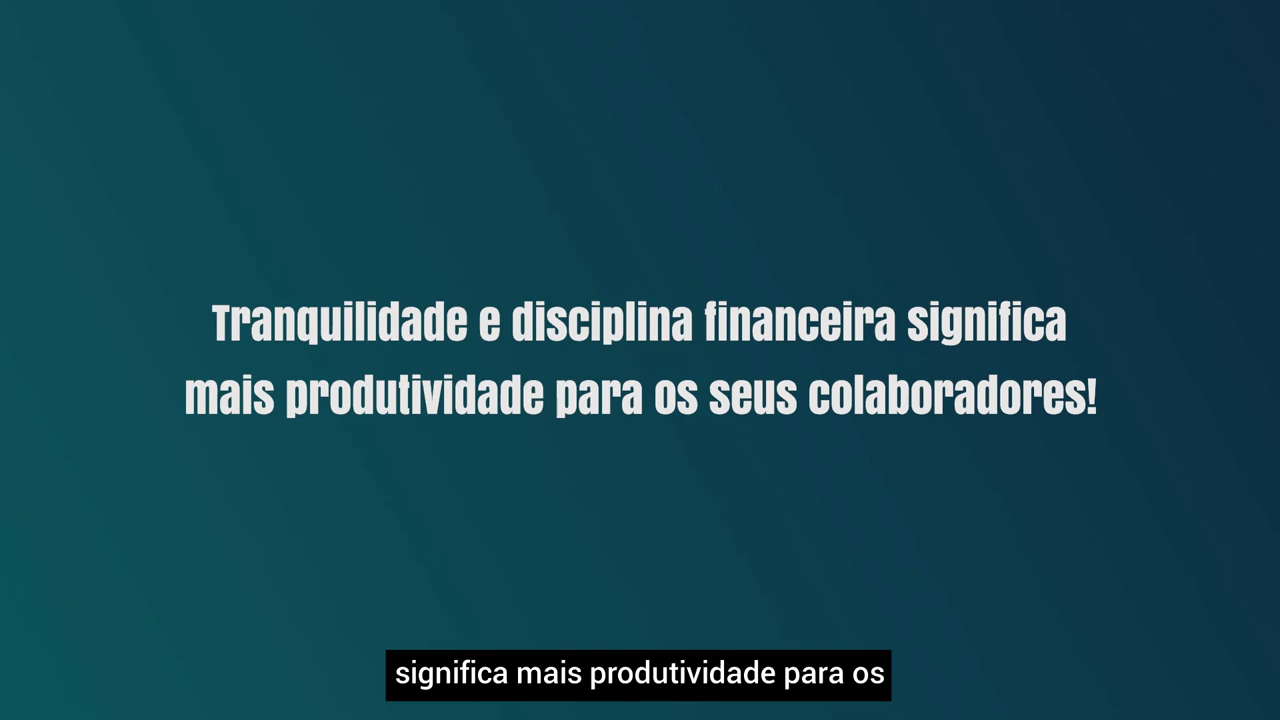 Tranquilidade e disciplina financeira significa
mais produtividade para os seus colaboradores!
significa mais produtividade para os